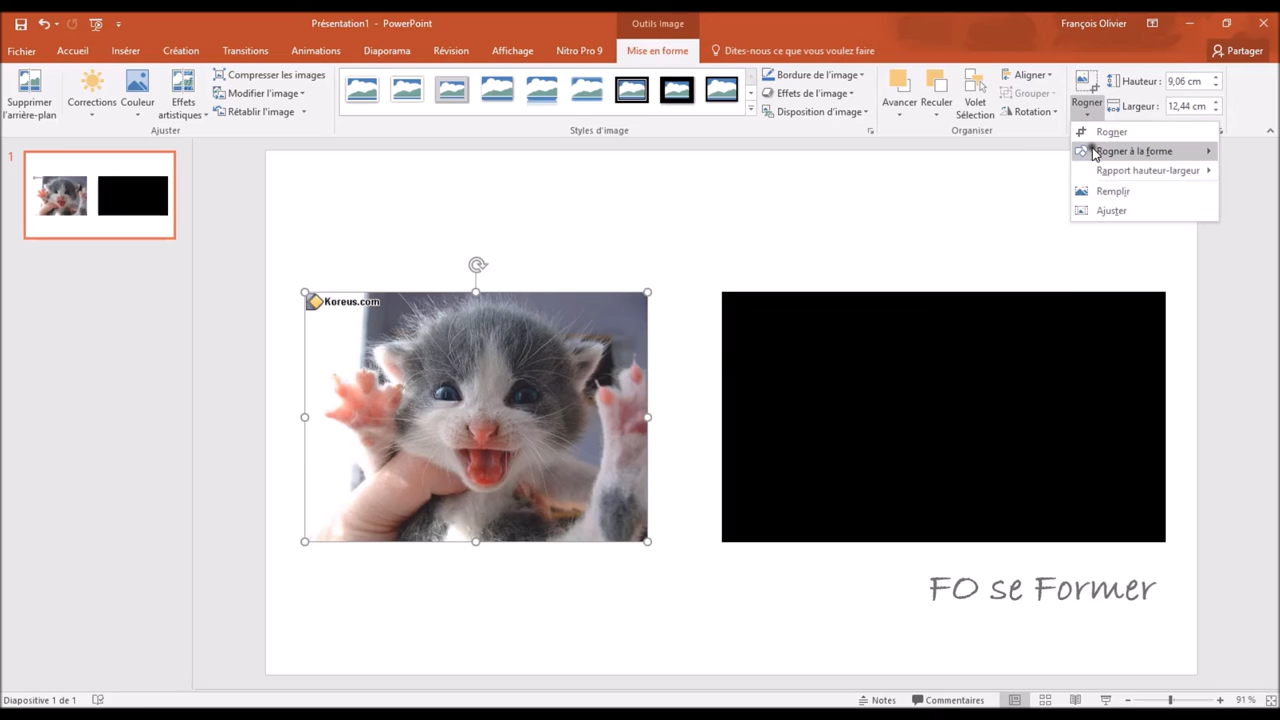 Présentation1 - PowerPoint
Outils Image
François Olivier
Fichier
Accueil
Insérer
Création
Transitions
Animations
Diaporama
Révision
Affichage
Nitro Pro 9
Mise en forme
Dites-nous ce que vous voulez faire
Partager
Supprimer
l'arrière-plan
Corrections
Couleur
Effets
artistiques
Compresser les images
Modifier l'image
Rétablir l'image
Ajuster
Styles d'image
Bordure de l'image
Effets de l'image
Disposition d'image
Avancer
Reculer
Volet
Sélection
Aligner
Grouper
Rotation
Organiser
Rogner
Hauteur :
9,06 cm
Largeur :
12,44 cm
Rogner
Rogner à la forme
Rapport hauteur-largeur
Remplir
Ajuster
1
Koreus.com
FO se Former
Diapositive 1 de 1
Notes
Commentaires
91 %